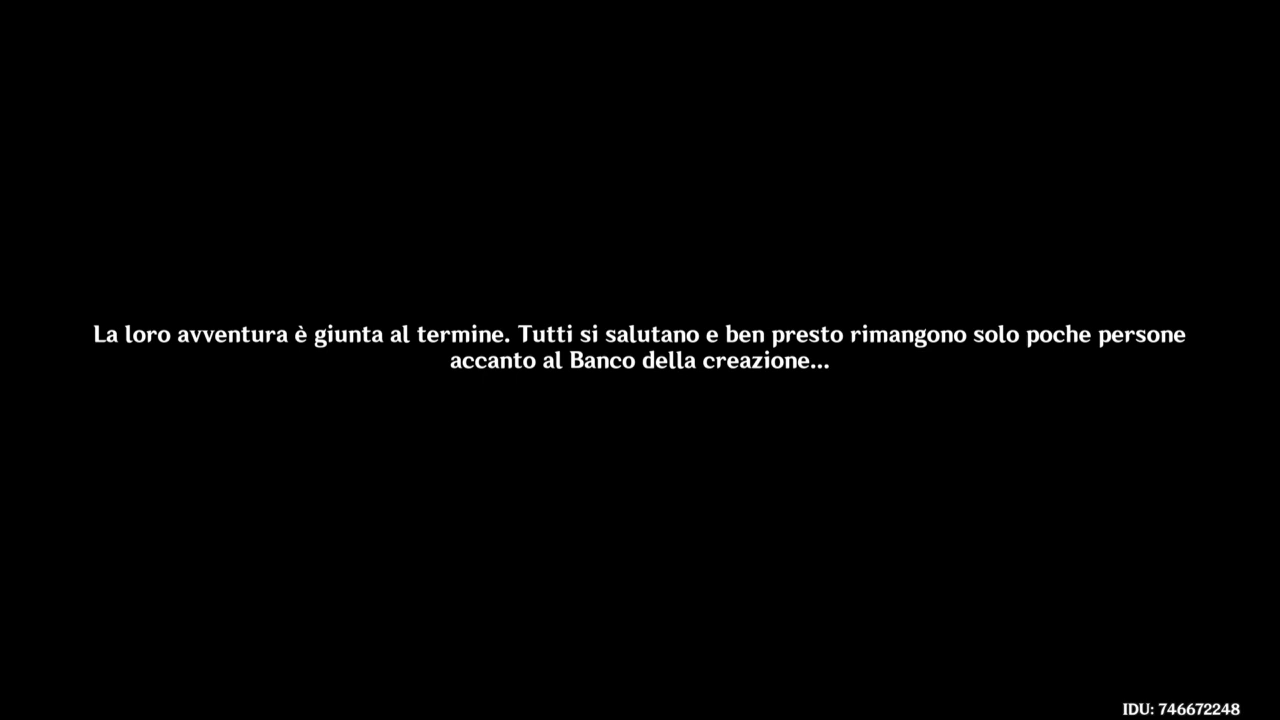 La loro avventura è giunta al termine. Tutti si salutano e ben presto rimangono solo poche persone
accanto al Banco della creazione...
IDU: 746672248